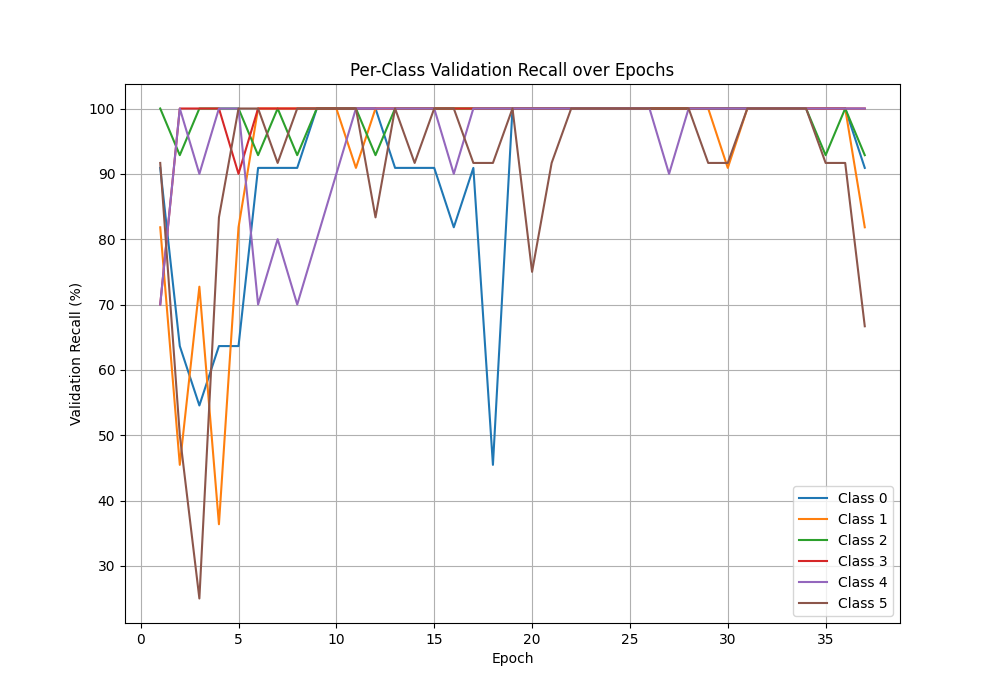 Per-Class Validation Recall over Epochs
100
90
80
70
60
50
40
30
Validation Recall (%)
0 5 10 15 20 25 30 35
Epoch
Class 0
Class 1
Class 2
Class 3
Class 4
Class 5